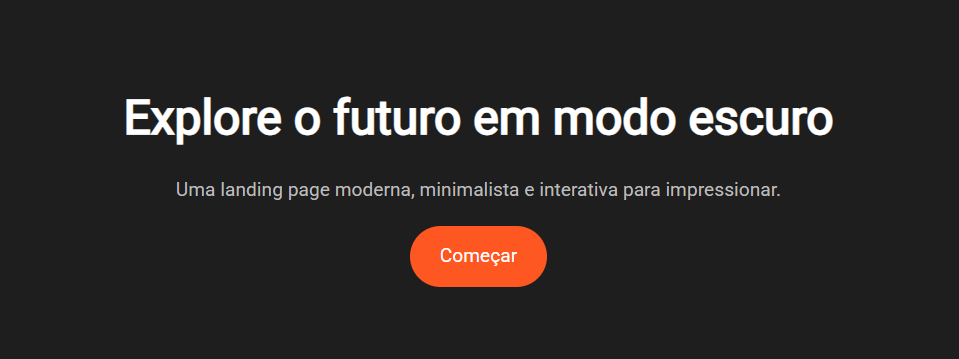 Explore o futuro em modo escuro
Uma landing page moderna, minimalista e interativa para impressionar.
Começar